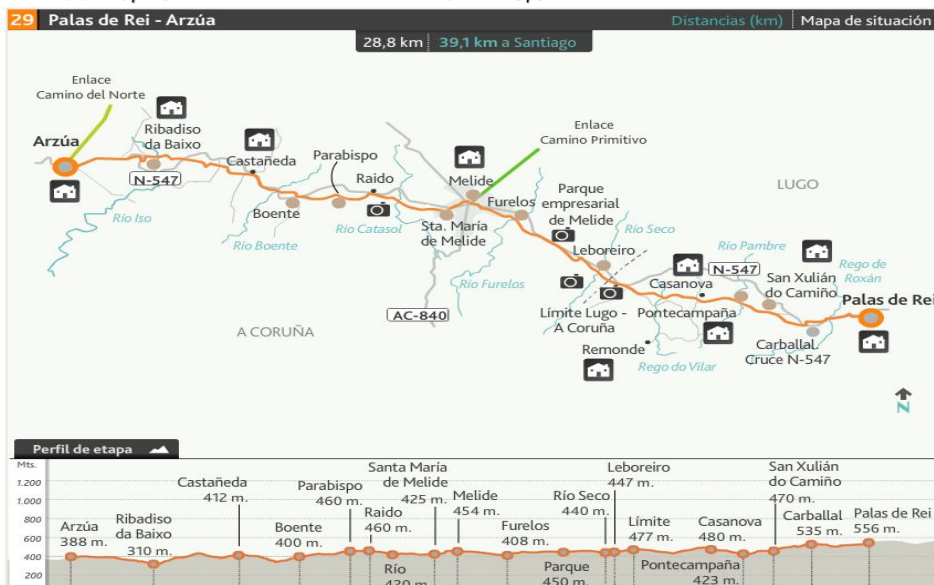 29 Palas de Rei - Arzúa
Distancias (km) Mapa de situación
28,8 km 39,1 km a Santiago
Enlace
Camino del Norte
Arzúa
Ribadiso
da Baixo
N-547
Río Iso
Castañeda
Boente
Río Boente
Parabispo
Raido
Río Catasol
Melide
Sta. María
de Melide
Enlace
Camino Primitivo
Furelos
Río Furelos
AC-840
Parque
empresarial
de Melide
Río Seco
Leboreiro
Límite Lugo -
A Coruña
LUGO
A CORUÑA
Casanova
Pontecampaña
Remonde
Rego do Vilar
Río Pambre
N-547
San Xulián
do Camiño
Rego de
Roxán
Palas de Rei
Carballal.
Cruce N-547
N
Perfil de etapa
Mts.
1.200
1.000
800
600
400
200
Arzúa
388 m.
Ribadiso
da Baixo
310 m.
Castañeda
412 m.
Boente
400 m.
Parabispo
460 m.
Raido
460 m.
Río
420 m.
Santa María
de Melide
425 m.
Melide
454 m.
Furelos
408 m.
Parque
450 m.
Río Seco
440 m.
Leboreiro
447 m.
Límite
477 m.
Casanova
480 m.
Pontecampaña
423 m.
San Xulián
do Camiño
470 m.
Carballal
535 m.
Palas de Rei
556 m.